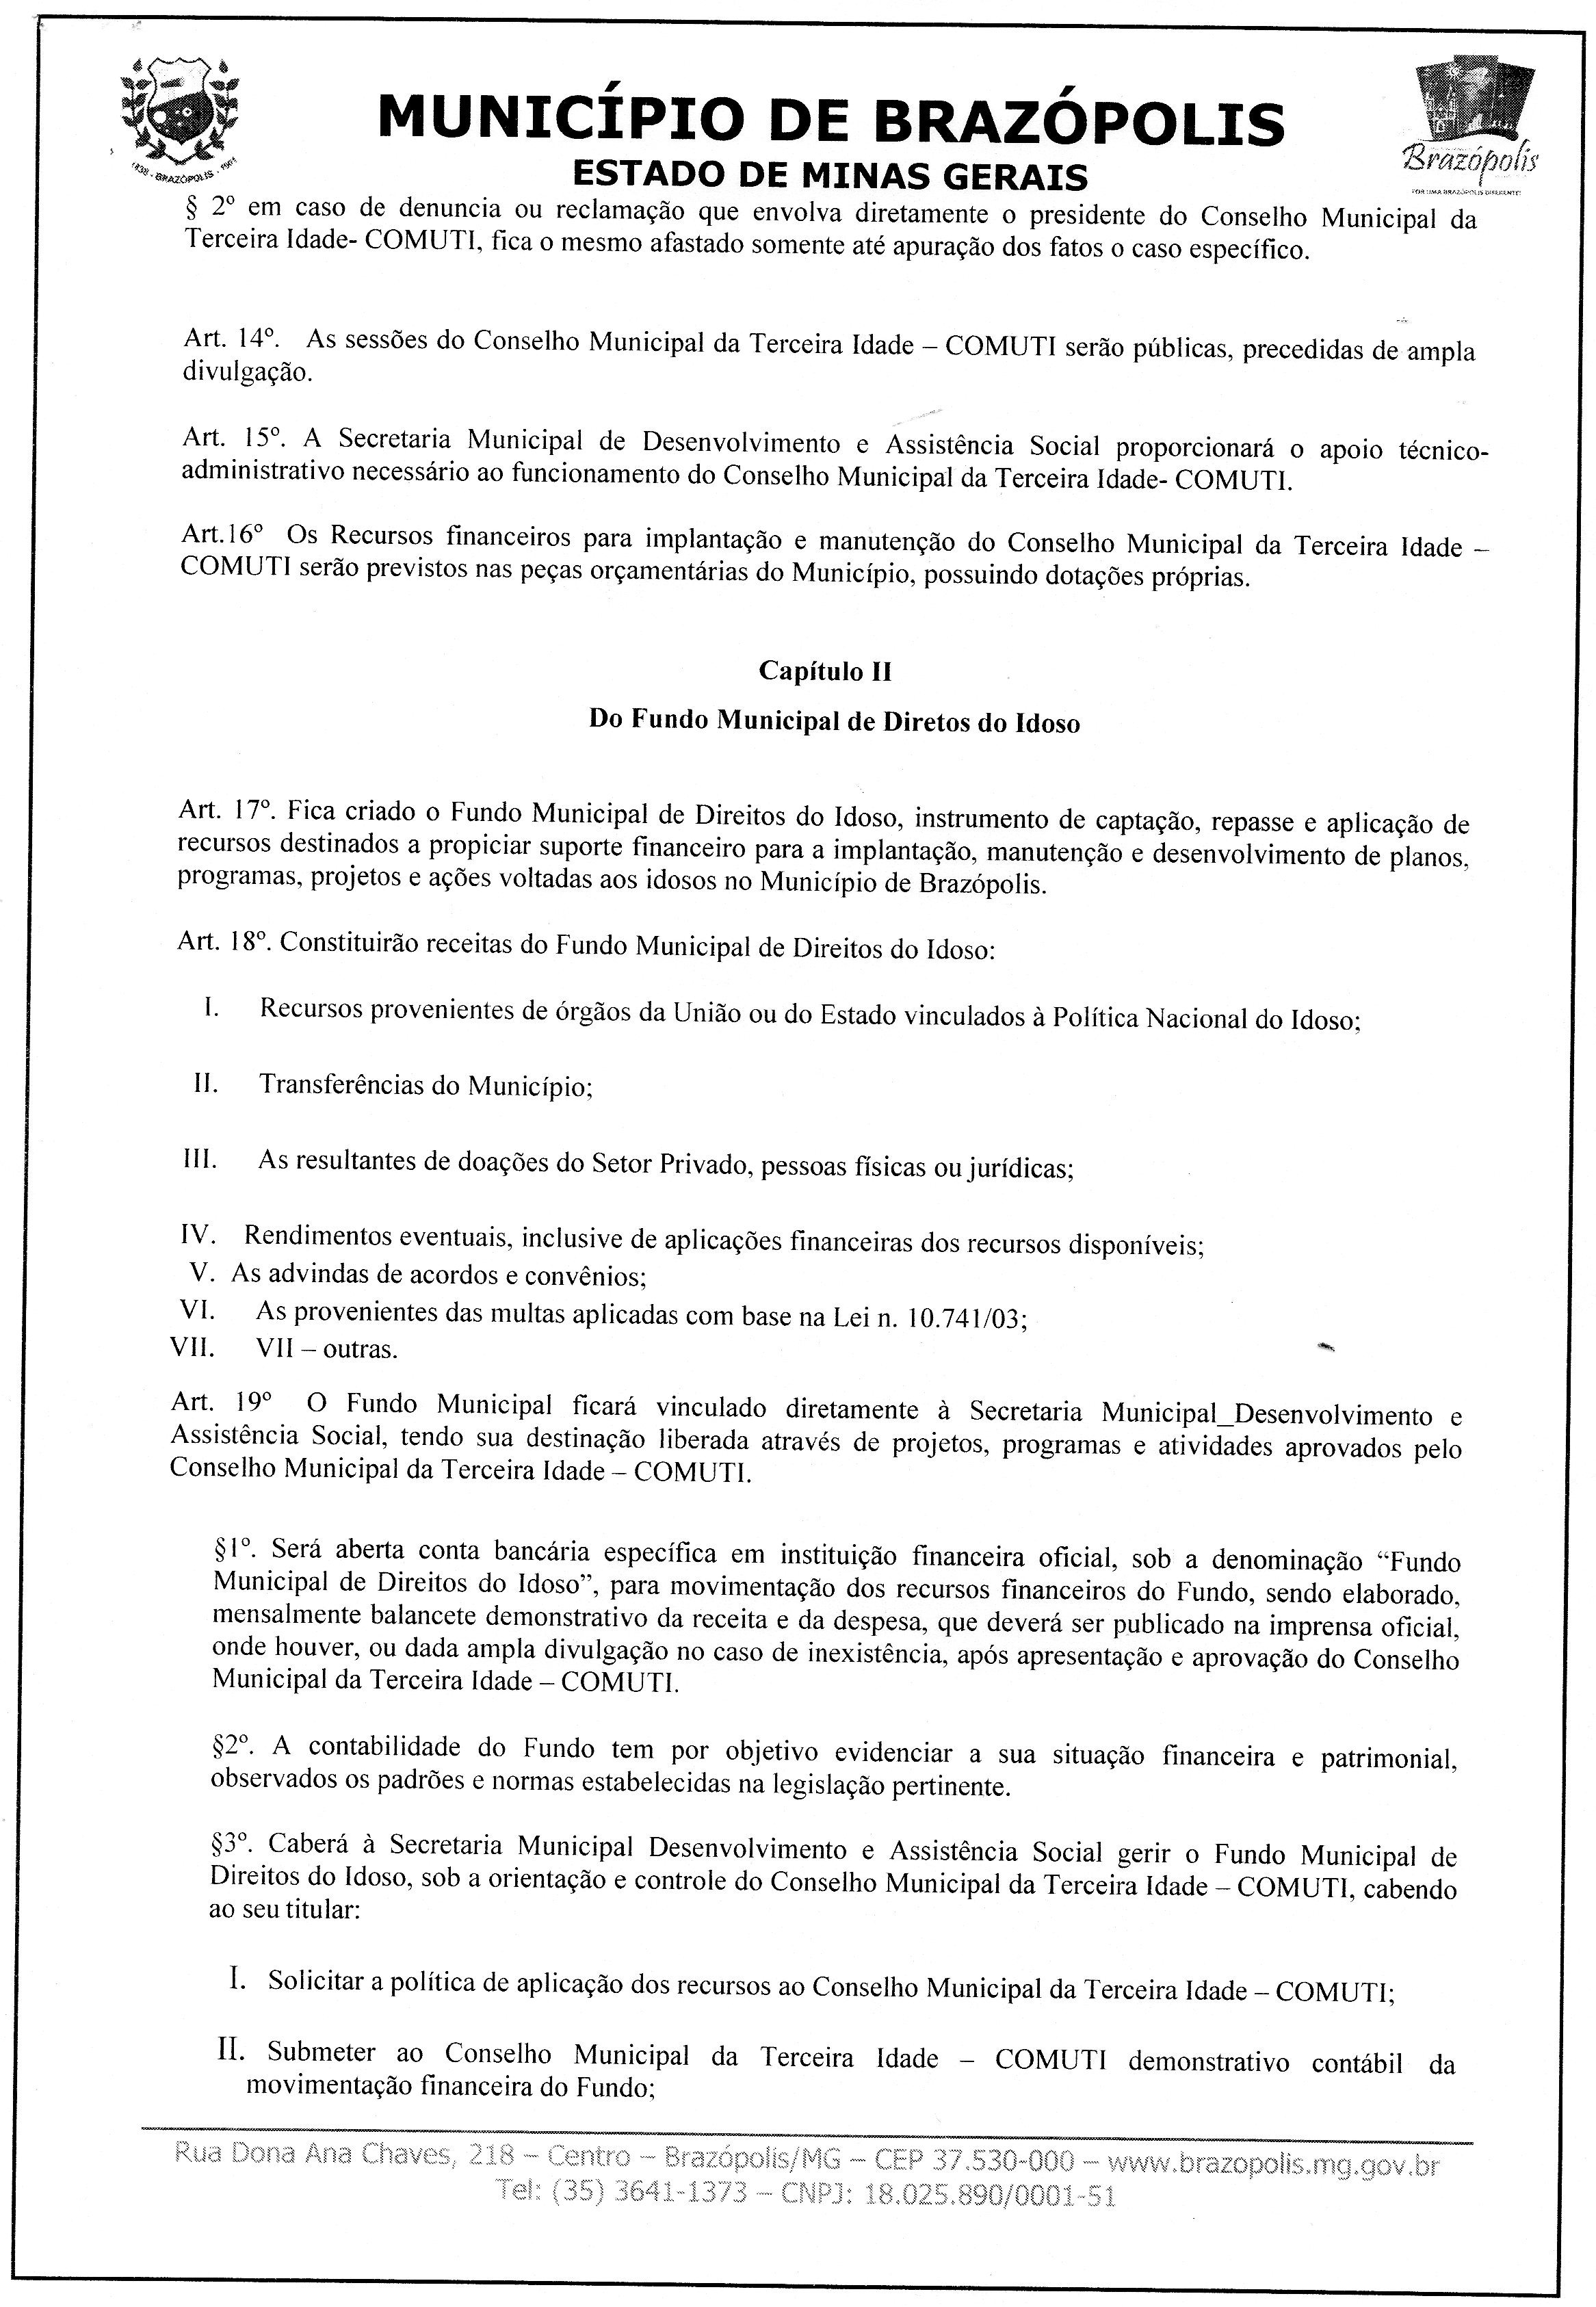 MUNICÍPIO DE BRAZÓPOLIS
ESTADO DE MINAS GERAIS
BRAZÓPOLIS
Brazópolis
§ 2º em caso de denuncia ou reclamação que envolva diretamente o presidente do Conselho Municipal da
Terceira Idade- COMUTI, fica o mesmo afastado somente até apuração dos fatos o caso específico.
Art. 14º. As sessões do Conselho Municipal da Terceira Idade – COMUTI serão públicas, precedidas de ampla
divulgação.
Art. 15º. A Secretaria Municipal de Desenvolvimento e Assistência Social proporcionará o apoio técnico-
administrativo necessário ao funcionamento do Conselho Municipal da Terceira Idade- COMUTI.
Art.16º Os Recursos financeiros para implantação e manutenção do Conselho Municipal da Terceira Idade –
COMUTI serão previstos nas peças orçamentárias do Município, possuindo dotações próprias.
Capítulo II
Do Fundo Municipal de Diretos do Idoso
Art. 17º. Fica criado o Fundo Municipal de Direitos do Idoso, instrumento de captação, repasse e aplicação de
recursos destinados a propiciar suporte financeiro para a implantação, manutenção e desenvolvimento de planos,
programas, projetos e ações voltadas aos idosos no Município de Brazópolis.
Art. 18º. Constituirão receitas do Fundo Municipal de Direitos do Idoso:
I. Recursos provenientes de órgãos da União ou do Estado vinculados à Política Nacional do Idoso;
II. Transferências do Município;
III. As resultantes de doações do Setor Privado, pessoas físicas ou jurídicas;
IV. Rendimentos eventuais, inclusive de aplicações financeiras dos recursos disponíveis;
V. As advindas de acordos e convênios;
VI. As provenientes das multas aplicadas com base na Lei n. 10.741/03;
VII. VII – outras.
Art. 19º O Fundo Municipal ficará vinculado diretamente à Secretaria Municipal_Desenvolvimento e
Assistência Social, tendo sua destinação liberada através de projetos, programas e atividades aprovados pelo
Conselho Municipal da Terceira Idade – COMUTI.
§1º. Será aberta conta bancária específica em instituição financeira oficial, sob a denominação “Fundo
Municipal de Direitos do Idoso”, para movimentação dos recursos financeiros do Fundo, sendo elaborado,
mensalmente balancete demonstrativo da receita e da despesa, que deverá ser publicado na imprensa oficial,
onde houver, ou dada ampla divulgação no caso de inexistência, após apresentação e aprovação do Conselho
Municipal da Terceira Idade – COMUTI.
§2º. A contabilidade do Fundo tem por objetivo evidenciar a sua situação financeira e patrimonial,
observados os padrões e normas estabelecidas na legislação pertinente.
§3º. Caberá à Secretaria Municipal Desenvolvimento e Assistência Social gerir o Fundo Municipal de
Direitos do Idoso, sob a orientação e controle do Conselho Municipal da Terceira Idade – COMUTI, cabendo
ao seu titular:
I. Solicitar a política de aplicação dos recursos ao Conselho Municipal da Terceira Idade – COMUTI;
II. Submeter ao Conselho Municipal da Terceira Idade – COMUTI demonstrativo contábil da
movimentação financeira do Fundo;
Rua Dona Ana Chaves, 218 – Centro – Brazópolis/MG – CEP 37.530-000 – www.brazopolis.mg.gov.br
Tel: (35) 3641-1373 – CNPJ: 18.025.890/0001-51